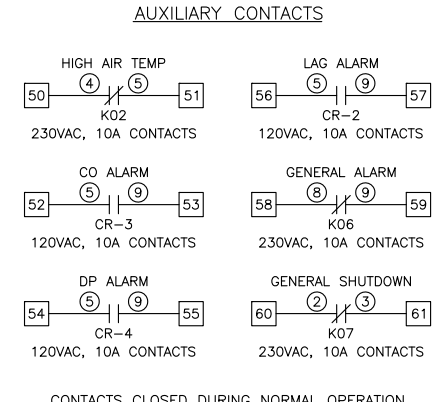 AUXILIARY CONTACTS
HIGH AIR TEMP
50 4 5 51
K02
230VAC, 10A CONTACTS
LAG ALARM
56 5 9 57
CR-2
120VAC, 10A CONTACTS
CO ALARM
52 5 9 53
CR-3
120VAC, 10A CONTACTS
GENERAL ALARM
58 8 9 59
K06
230VAC, 10A CONTACTS
DP ALARM
54 5 9 55
CR-4
120VAC, 10A CONTACTS
GENERAL SHUTDOWN
60 2 3 61
K07
230VAC, 10A CONTACTS
CONTACTS CLOSED DURING NORMAL OPERATION